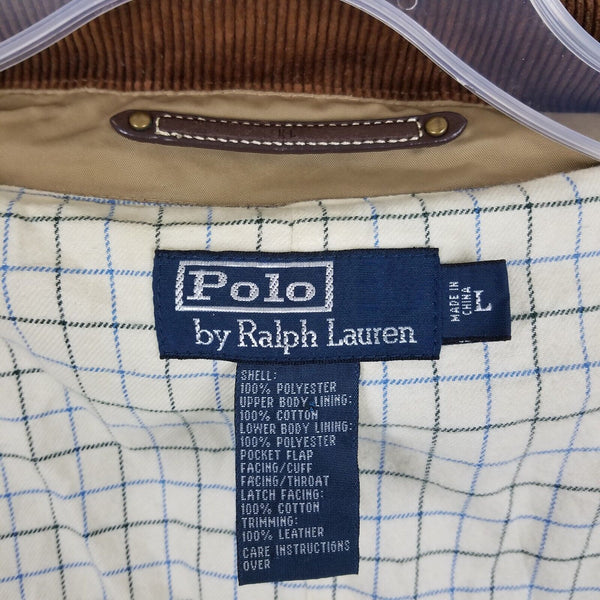 Polo
by Ralph Lauren
MADE IN
CHINA
L
SHELL:
100% POLYESTER
UPPER BODY LINING:
100% COTTON
LOWER BODY LINING:
100% POLYESTER
POCKET FLAP
FACING/CUFF
FACING/THROAT
LATCH FACING:
100% COTTON
TRIMMING:
100% LEATHER
CARE INSTRUCTIONS
OVER